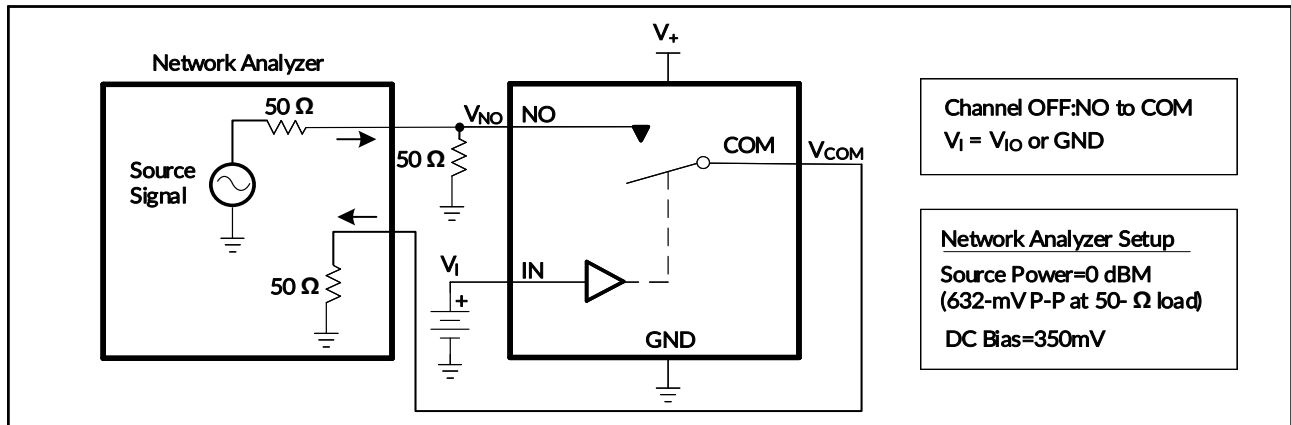 V+
Network Analyzer
50 Ω
VNO
NO
50 Ω
COM
VCOM
Source
Signal
50 Ω
VI
IN
+
GND
Channel OFF:NO to COM
VI = VIO or GND
Network Analyzer Setup
Source Power=0 dBM
(632-mV P-P at 50- Ω load)
DC Bias=350mV